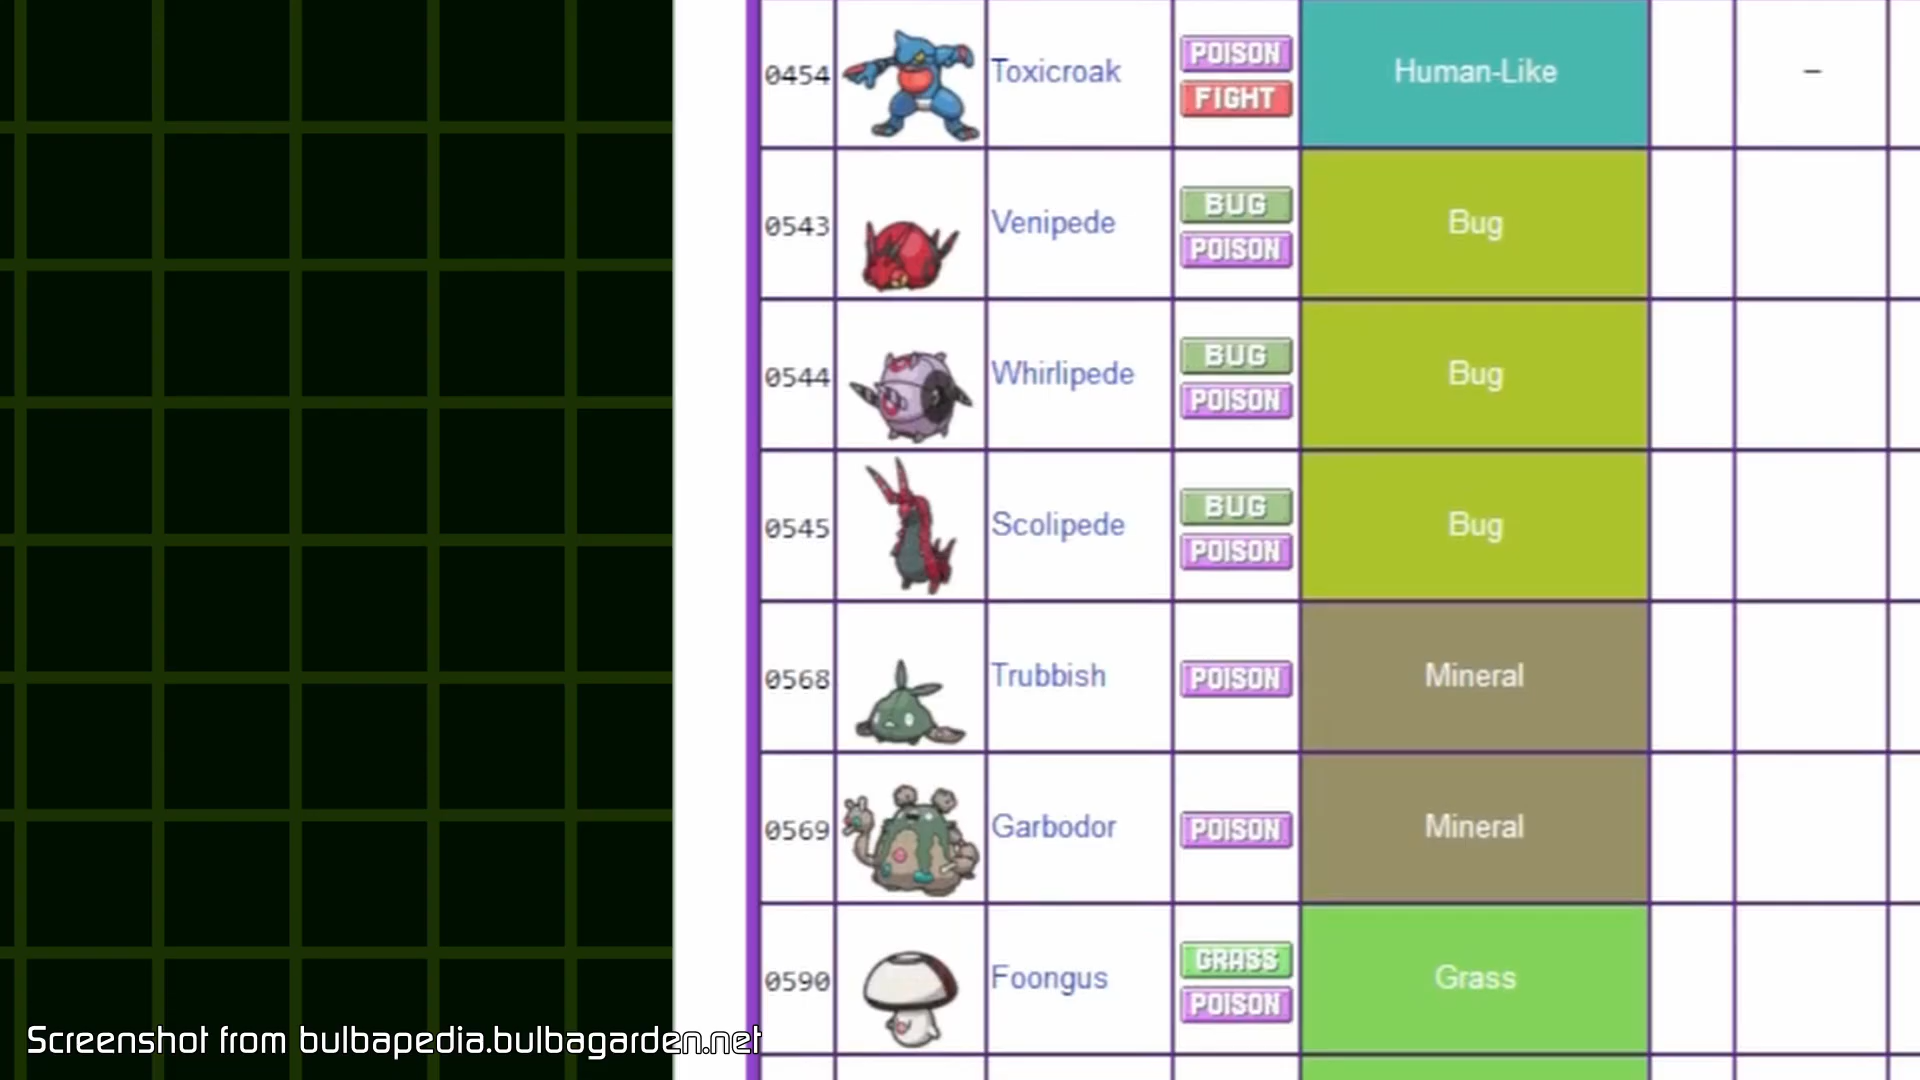 0454 Toxicroak POISON FIGHT Human-Like –
0543 Venipede BUG POISON Bug
0544 Whirlipede BUG POISON Bug
0545 Scolipede BUG POISON Bug
0568 Trubbish POISON Mineral
0569 Garbodor POISON Mineral
0590 Foongus GRASS POISON Grass
Screenshot from bulbapedia.bulbagarden.net